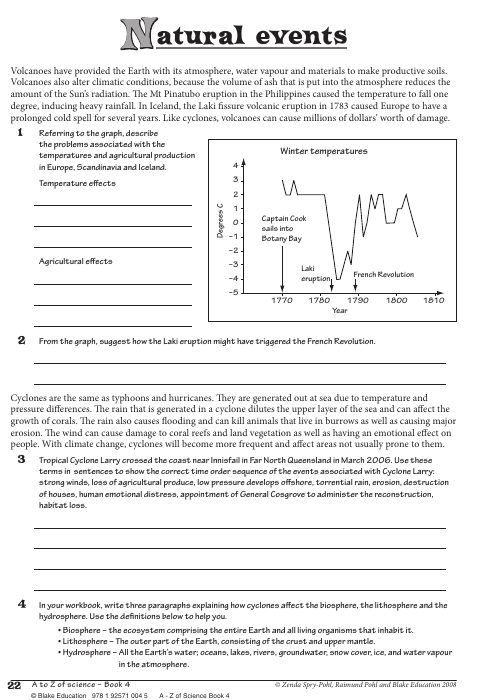 Natural events
Volcanoes have provided the Earth with its atmosphere, water vapour and materials to make productive soils.
Volcanoes also alter climatic conditions, because the volume of ash that is put into the atmosphere reduces the
amount of the Sun's radiation. The Mt Pinatubo eruption in the Philippines caused the temperature to fall one
degree, inducing heavy rainfall. In Iceland, the Laki fissure volcanic eruption in 1783 caused Europe to have a
prolonged cold spell for several years. Like cyclones, volcanoes can cause millions of dollars' worth of damage.
1 Referring to the graph, describe
the problems associated with the
temperatures and agricultural production
in Europe, Scandinavia and Iceland.
Temperature effects
Agricultural effects
Winter temperatures
Degrees C
4
3
2
1
0
–1
–2
–3
–4
–5
Captain Cook
sails into
Botany Bay
Laki
eruption
French Revolution
1770 1780 1790 1800 1810
Year
2 From the graph, suggest how the Laki eruption might have triggered the French Revolution.
Cyclones are the same as typhoons and hurricanes. They are generated out at sea due to temperature and
pressure differences. The rain that is generated in a cyclone dilutes the upper layer of the sea and can affect the
growth of corals. The rain also causes flooding and can kill animals that live in burrows as well as causing major
erosion. The wind can cause damage to coral reefs and land vegetation as well as having an emotional effect on
people. With climate change, cyclones will become more frequent and affect areas not usually prone to them.
3 Tropical Cyclone Larry crossed the coast near Innisfail in Far North Queensland in March 2006. Use these
terms in sentences to show the correct time order sequence of the events associated with Cyclone Larry:
strong winds, loss of agricultural produce, low pressure develops offshore, torrential rain, erosion, destruction
of houses, human emotional distress, appointment of General Cosgrove to administer the reconstruction,
habitat loss.
4 In your workbook, write three paragraphs explaining how cyclones affect the biosphere, the lithosphere and the
hydrosphere. Use the definitions below to help you.
• Biosphere – the ecosystem comprising the entire Earth and all living organisms that inhabit it.
• Lithosphere – The outer part of the Earth, consisting of the crust and upper mantle.
• Hydrosphere – All the Earth's water; oceans, lakes, rivers, groundwater, snow cover, ice, and water vapour
in the atmosphere.
22 A to Z of science – Book 4 © Zenda Spry-Pohl, Raimund Pohl and Blake Education 2008
© Blake Education 978 1 92571 004 5 A - Z of Science Book 4